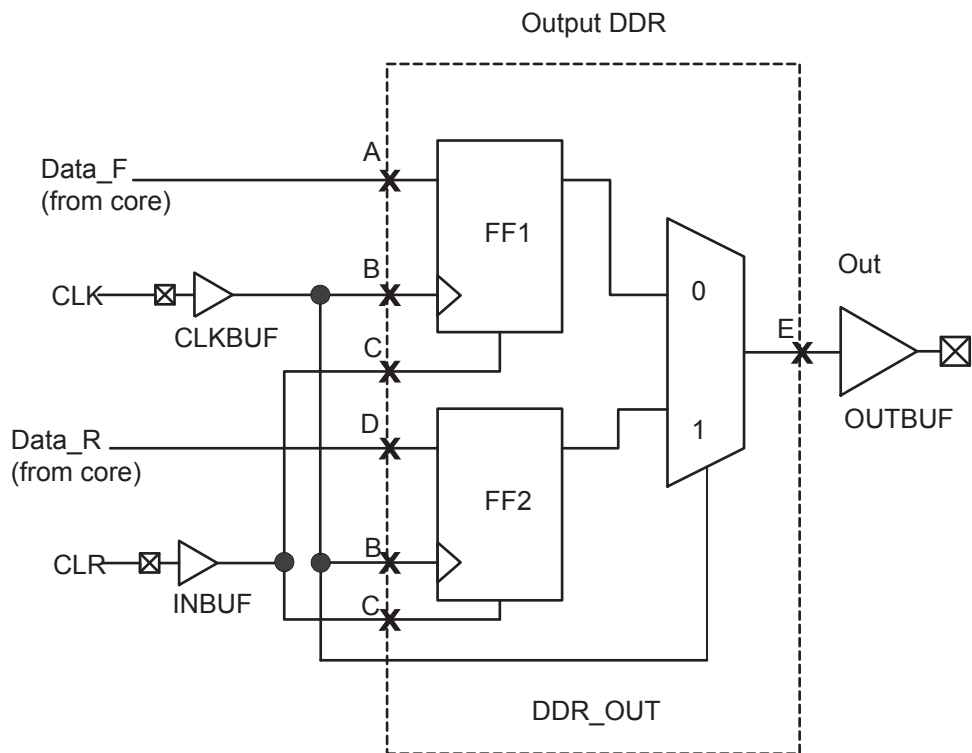 Output DDR
A
Data_F
(from core)
FF1
B
CLK
CLKBUF
C
0
Out
E
OUTBUF
D
Data_R
(from core)
1
FF2
B
CLR
INBUF
C
DDR_OUT